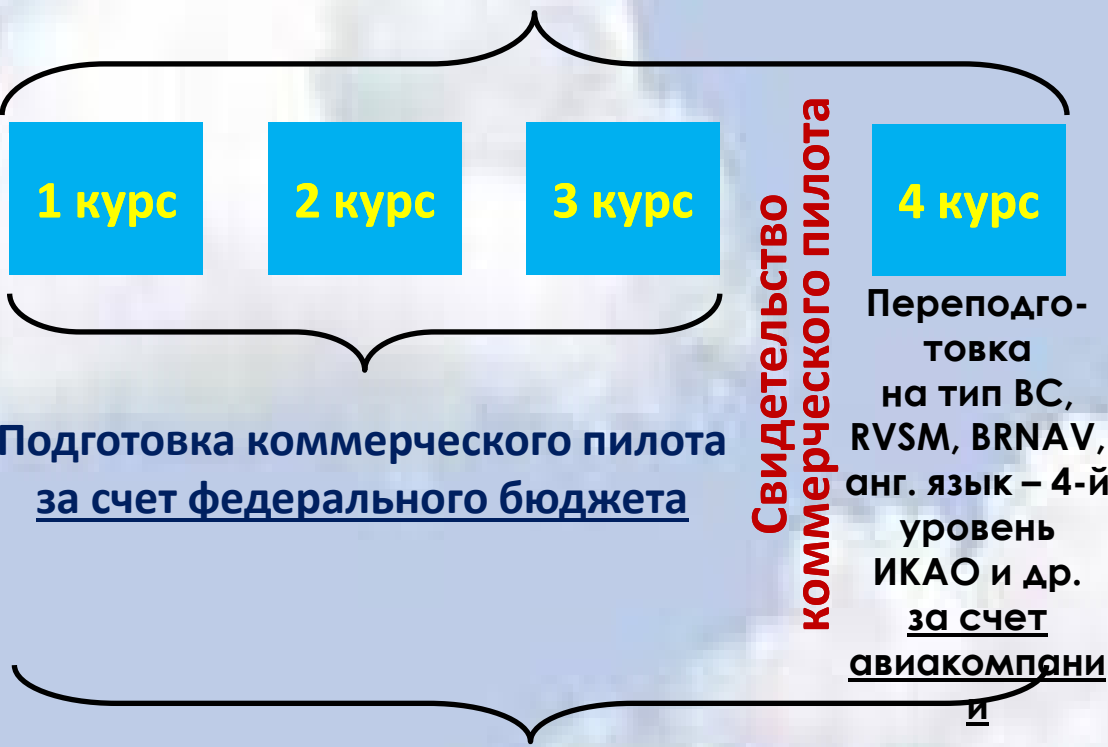 1 курс
2 курс
3 курс
4 курс
Свидетельство
коммерческого пилота
Подготовка коммерческого пилота
за счет федерального бюджета
Переподго-
товка
на тип ВС,
RVSM, BRNAV,
анг. язык – 4-й
уровень
ИКАО и др.
за счет
авиакомпани
й